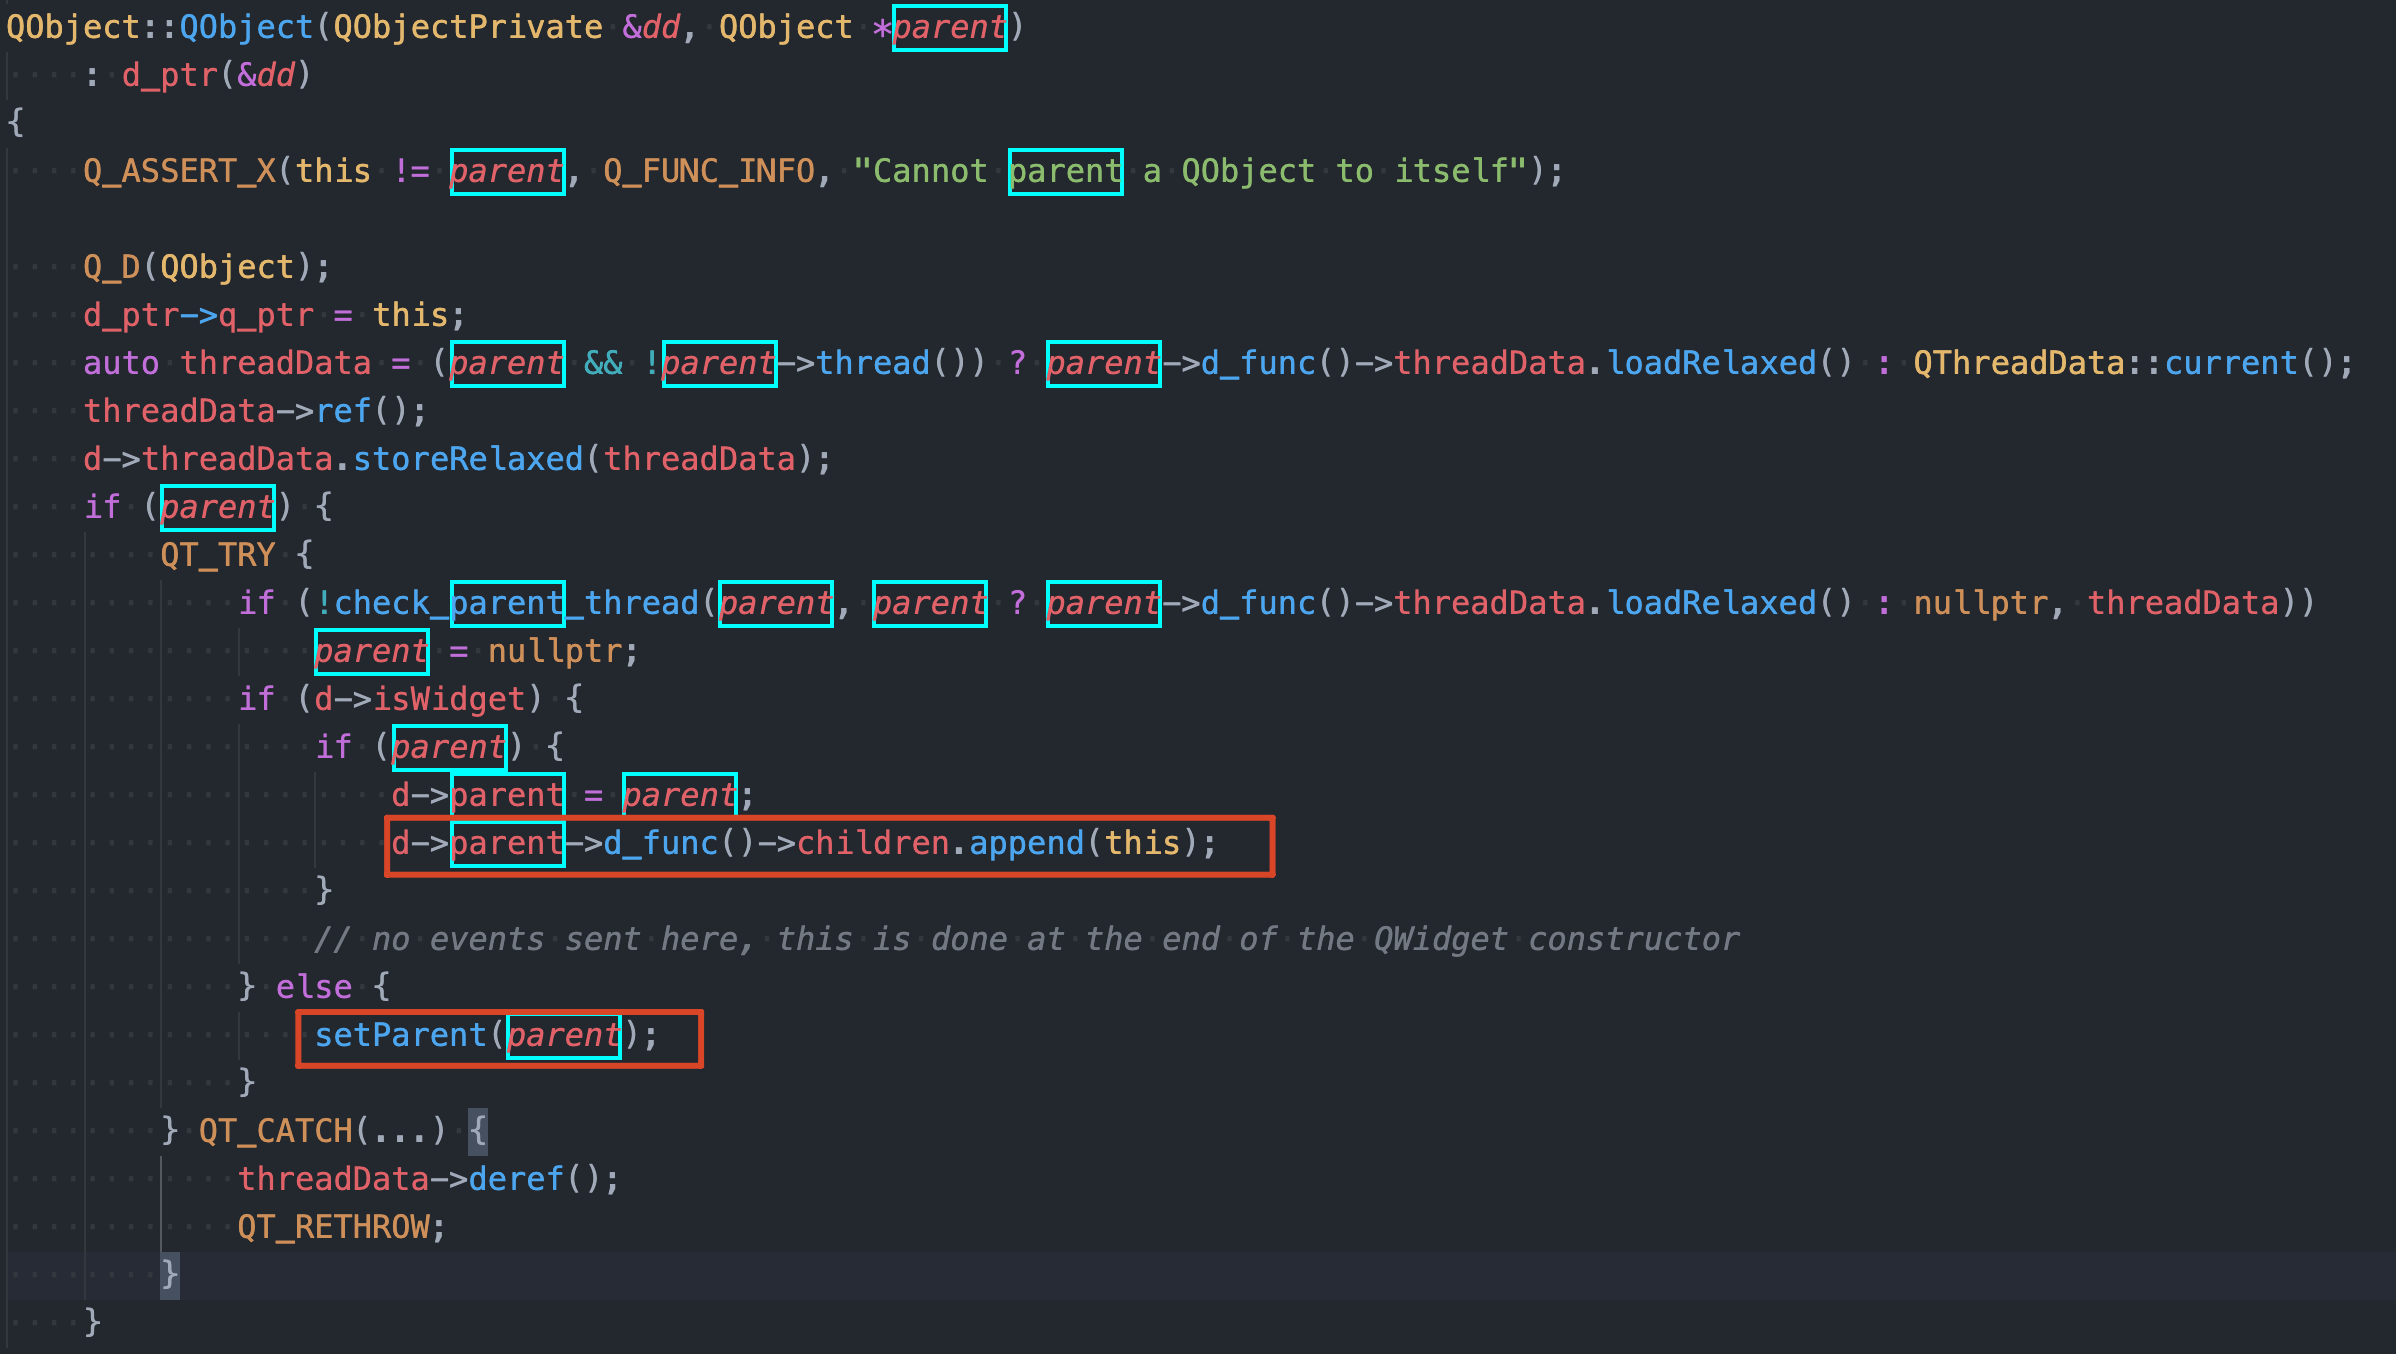 QObject::QObject(QObjectPrivate &dd, QObject *parent)
    : d_ptr(&dd)
{
    Q_ASSERT_X(this != parent, Q_FUNC_INFO, "Cannot parent a QObject to itself");

    Q_D(QObject);
    d_ptr->q_ptr = this;
    auto threadData = (parent && !parent->thread()) ? parent->d_func()->threadData.loadRelaxed() : QThreadData::current();
    threadData->ref();
    d->threadData.storeRelaxed(threadData);
    if (parent) {
        QT_TRY {
            if (!check_parent_thread(parent, parent ? parent->d_func()->threadData.loadRelaxed() : nullptr, threadData))
                parent = nullptr;
            if (d->isWidget) {
                if (parent) {
                    d->parent = parent;
                    d->parent->d_func()->children.append(this);
                }
                // no events sent here, this is done at the end of the QWidget constructor
            } else {
                setParent(parent);
            }
        } QT_CATCH(...) {
            threadData->deref();
            QT_RETHROW;
        }
    }